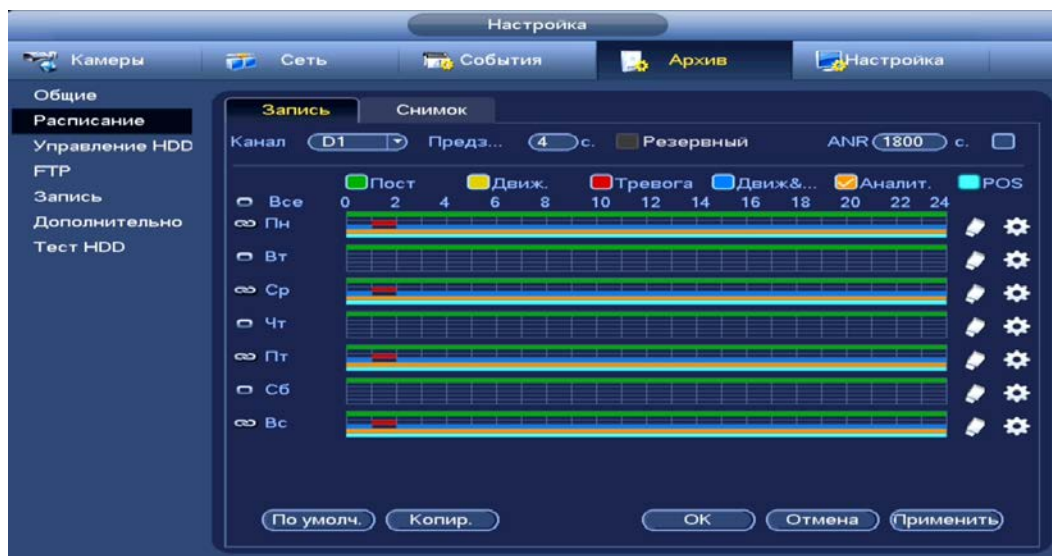 Настройка
Камеры Сеть События Архив Настройка
Общие
Расписание
Управление HDD
FTP
Запись
Дополнительно
Тест HDD
Запись Снимок
Канал D1 Предз... 4 с. Резервный ANR 1800 с.
Пост Движ. Тревога Движ&... Аналит. POS
Все 0 2 4 6 8 10 12 14 16 18 20 22 24
Пн
Вт
Ср
Чт
Пт
Сб
Вс
По умолч. Копир. OK Отмена Применить